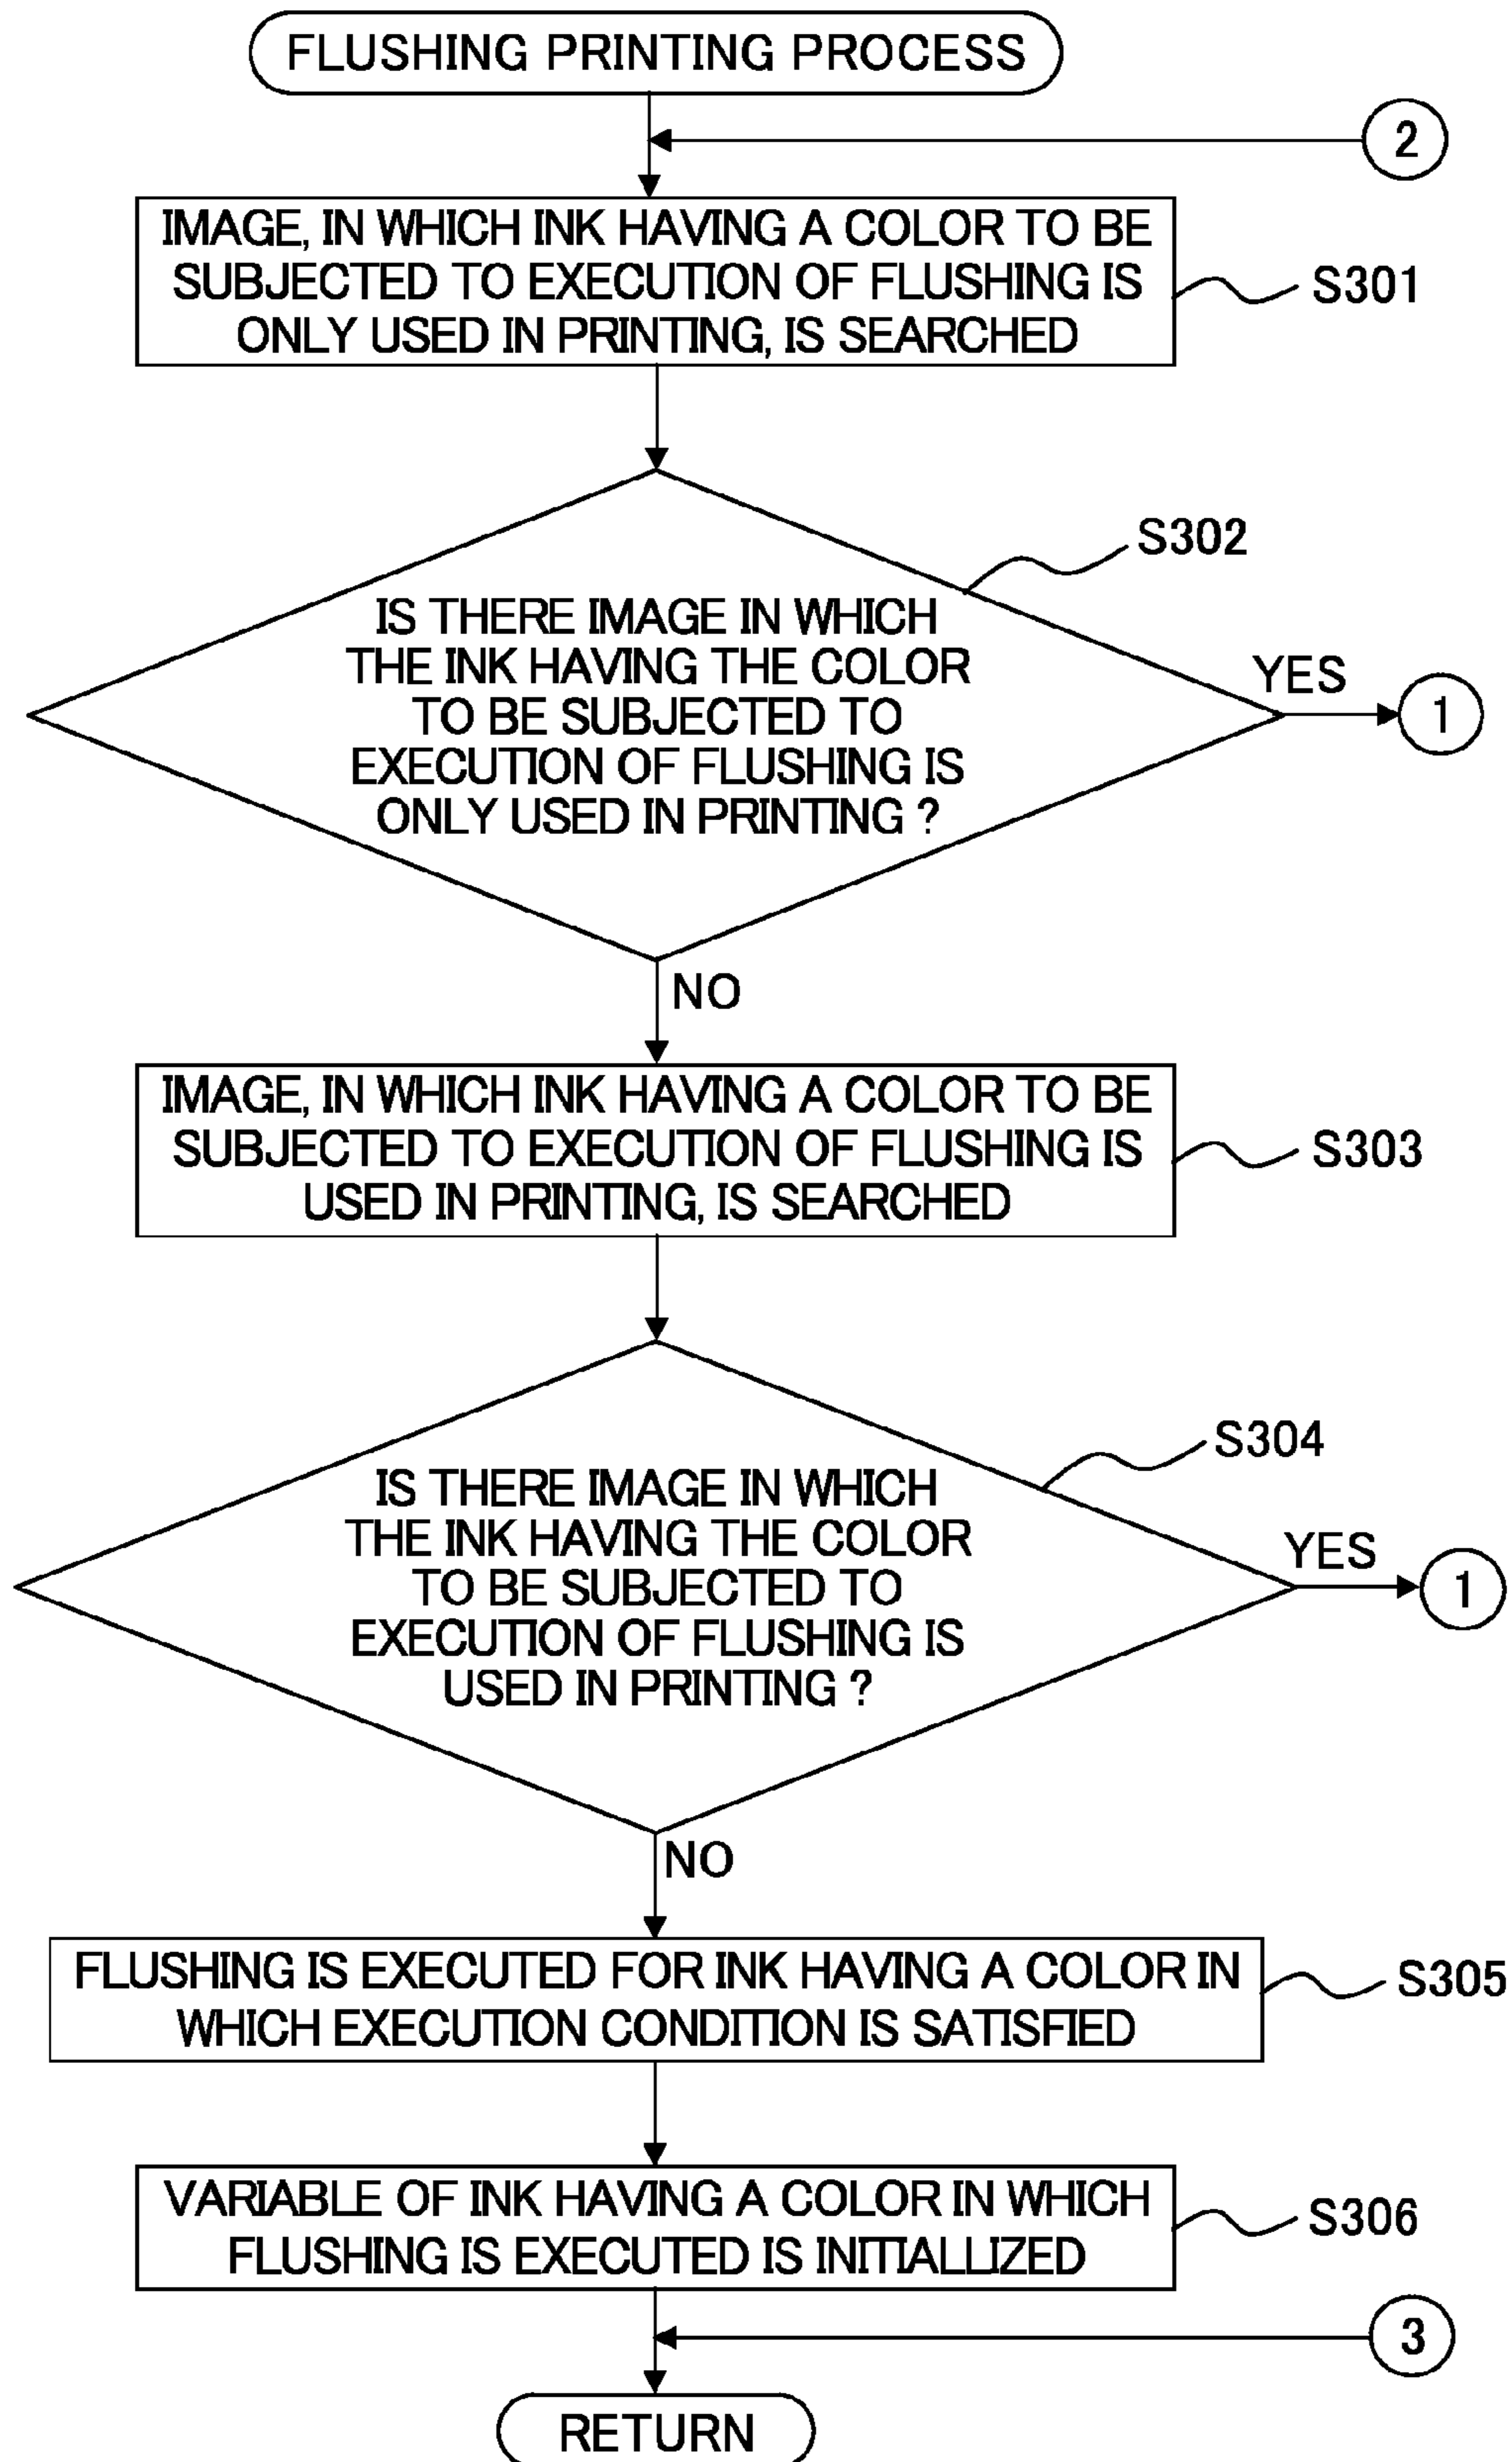 FLUSHING PRINTING PROCESS
2
IMAGE, IN WHICH INK HAVING A COLOR TO BE
SUBJECTED TO EXECUTION OF FLUSHING IS
ONLY USED IN PRINTING, IS SEARCHED
S301
S302
IS THERE IMAGE IN WHICH
THE INK HAVING THE COLOR
TO BE SUBJECTED TO
EXECUTION OF FLUSHING IS
ONLY USED IN PRINTING ?
YES
1
NO
IMAGE, IN WHICH INK HAVING A COLOR TO BE
SUBJECTED TO EXECUTION OF FLUSHING IS
USED IN PRINTING, IS SEARCHED
S303
S304
IS THERE IMAGE IN WHICH
THE INK HAVING THE COLOR
TO BE SUBJECTED TO
EXECUTION OF FLUSHING IS
USED IN PRINTING ?
YES
1
NO
FLUSHING IS EXECUTED FOR INK HAVING A COLOR IN
WHICH EXECUTION CONDITION IS SATISFIED
S305
VARIABLE OF INK HAVING A COLOR IN WHICH
FLUSHING IS EXECUTED IS INITIALLIZED
S306
3
RETURN